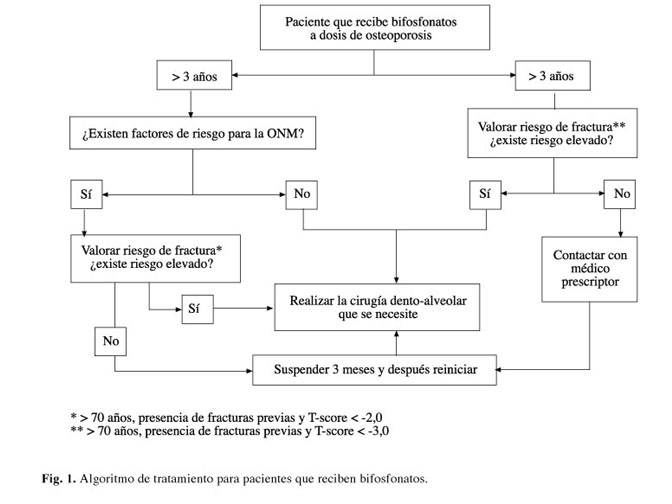 Paciente que recibe bifosfonatos
a dosis de osteoporosis
> 3 años
> 3 años
¿Existen factores de riesgo para la ONM?
Valorar riesgo de fractura**
¿existe riesgo elevado?
Sí
No
Sí
No
Valorar riesgo de fractura*
¿existe riesgo elevado?
Contactar con
médico
prescriptor
Sí
Realizar la cirugía dento-alveolar
que se necesite
No
Suspender 3 meses y después reiniciar
* > 70 años, presencia de fracturas previas y T-score < -2,0
** > 70 años, presencia de fracturas previas y T-score < -3,0
Fig. 1. Algoritmo de tratamiento para pacientes que reciben bifosfonatos.